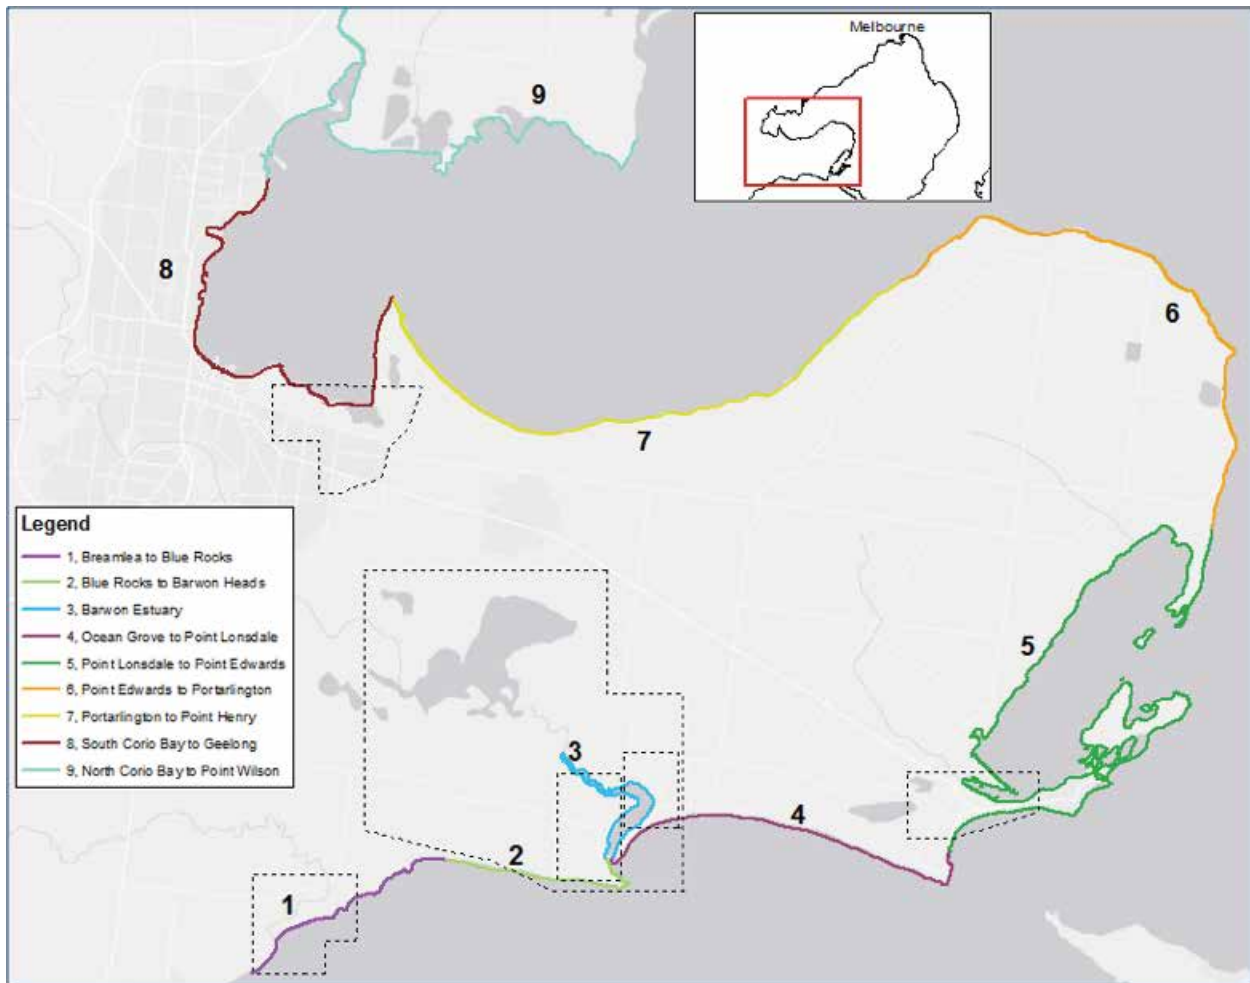 Melbourne
9
8
6
7
Legend
1, Breamlea to Blue Rocks
2, Blue Rocks to Barwon Heads
3, Barwon Estuary
4, Ocean Grove to Point Lonsdale
5, Point Lonsdale to Point Edwards
6, Point Edwards to Portarlington
7, Portarlington to Point Henry
8, South Corio Bay to Geelong
9, North Corio Bay to Point Wilson
5
3
4
2
1